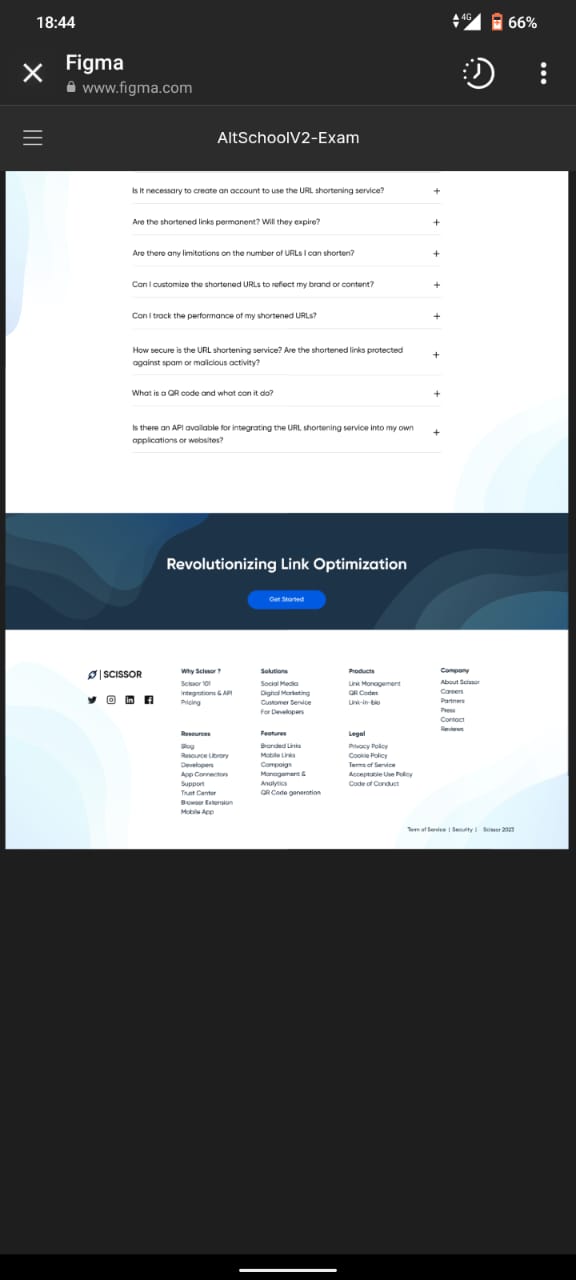 18:44
4G
66%
Figma
www.figma.com
AltSchoolV2-Exam
Is it necessary to create an account to use the URL shortening service?
+
Are the shortened links permanent? Will they expire?
+
Are there any limitations on the number of URLs I can shorten?
+
Can I customize the shortened URLs to reflect my brand or content?
+
Can I track the performance of my shortened URLs?
+
How secure is the URL shortening service? Are the shortened links protected
against spam or malicious activity?
+
What is a QR code and what can it do?
+
Is there an API available for integrating the URL shortening service into my own
applications or websites?
+
Revolutionizing Link Optimization
Get Started
SCISSOR
Why Scissor ?
Scissor 101
Integrations & API
Pricing
Solutions
Social Media
Digital Marketing
Customer Service
For Developers
Products
Link Management
QR Codes
Link-in-bio
Company
About Scissor
Careers
Partners
Press
Contact
Reviews
Resources
Blog
Resource Library
Developers
App Connectors
Support
Trust Center
Browser Extension
Mobile App
Features
Branded Links
Mobile Links
Campaign
Management &
Analytics
QR Code generation
Legal
Privacy Policy
Cookie Policy
Terms of Service
Acceptable Use Policy
Code of Conduct
Term of Service | Security | Scissor 2023